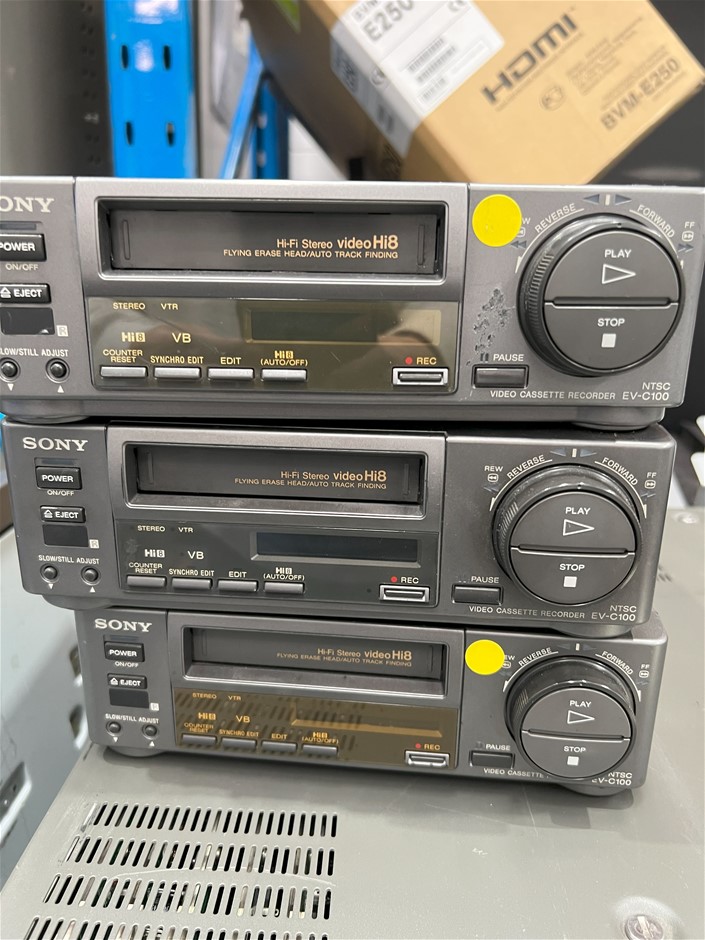 E250
HDMI
BVM-E250
SONY
POWER
ON/OFF
EJECT
SLOW/STILL ADJUST
Hi-Fi Stereo video Hi8
FLYING ERASE HEAD/AUTO TRACK FINDING
STEREO VTR
Hi8 VB
COUNTER RESET SYNCHRO EDIT EDIT Hi8 (AUTO/OFF)
REC
REVERSE FORWARD FF
PLAY
STOP
PAUSE
NTSC
VIDEO CASSETTE RECORDER EV-C100
SONY
POWER
ON/OFF
EJECT
SLOW/STILL ADJUST
Hi-Fi Stereo video Hi8
FLYING ERASE HEAD/AUTO TRACK FINDING
STEREO VTR
Hi8 VB
COUNTER RESET SYNCHRO EDIT EDIT Hi8 (AUTO/OFF)
REC
REW REVERSE FORWARD FF
PLAY
STOP
PAUSE
NTSC
VIDEO CASSETTE RECORDER EV-C100
SONY
POWER
ON/OFF
EJECT
SLOW/STILL ADJUST
Hi-Fi Stereo video Hi8
FLYING ERASE HEAD/AUTO TRACK FINDING
STEREO VTR
Hi8 VB
COUNTER RESET SYNCHRO EDIT EDIT Hi8 (AUTO/OFF)
REC
REVERSE FORWARD FF
PLAY
STOP
PAUSE
NTSC
VIDEO CASSETTE EV-C100